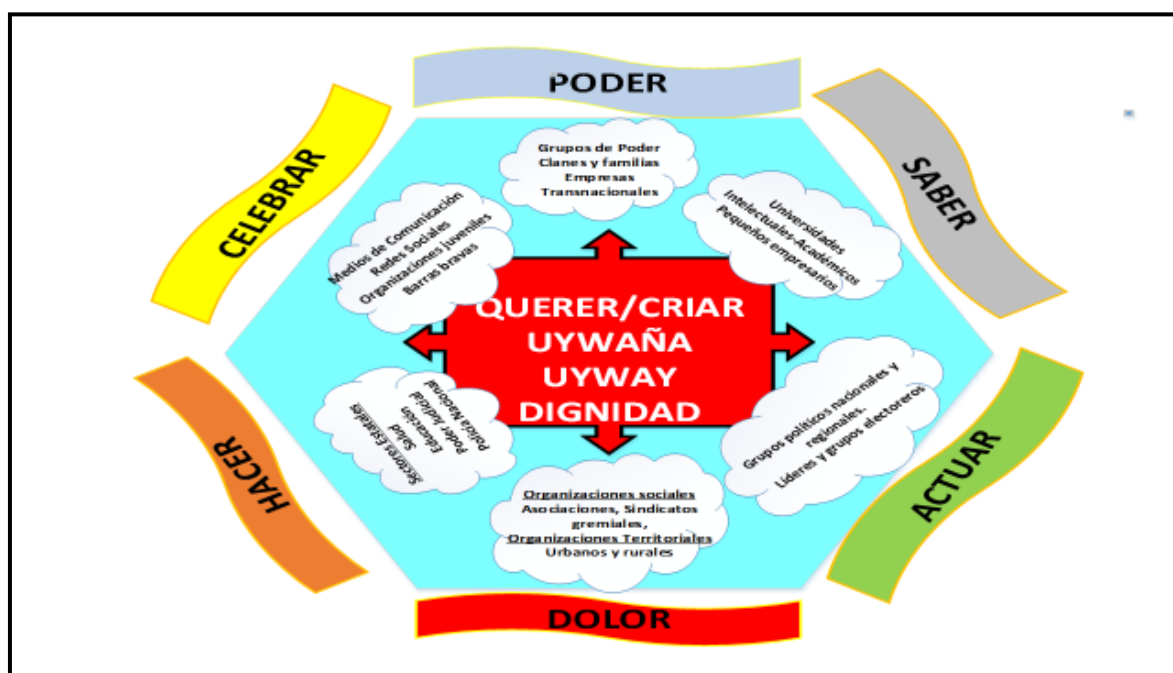 PODER
SABER
ACTUAR
DOLOR
HACER
CELEBRAR
Grupos de Poder
Clanes y familias
Empresas
Transnacionales
Universidades
Intelectuales-Académicos
Pequeños empresarios
Grupos políticos nacionales y
regionales.
Líderes y grupos electoreros
Organizaciones sociales
Asociaciones, Sindicatos
gremiales,
Organizaciones Territoriales
Urbanos y rurales
Sectores Estatales
Salud
Educación
Poder Judicial
Policía Nacional
Medios de Comunicación
Redes Sociales
Organizaciones juveniles
Barras bravas
QUERER/CRIAR
UYWAÑA
UYWAY
DIGNIDAD